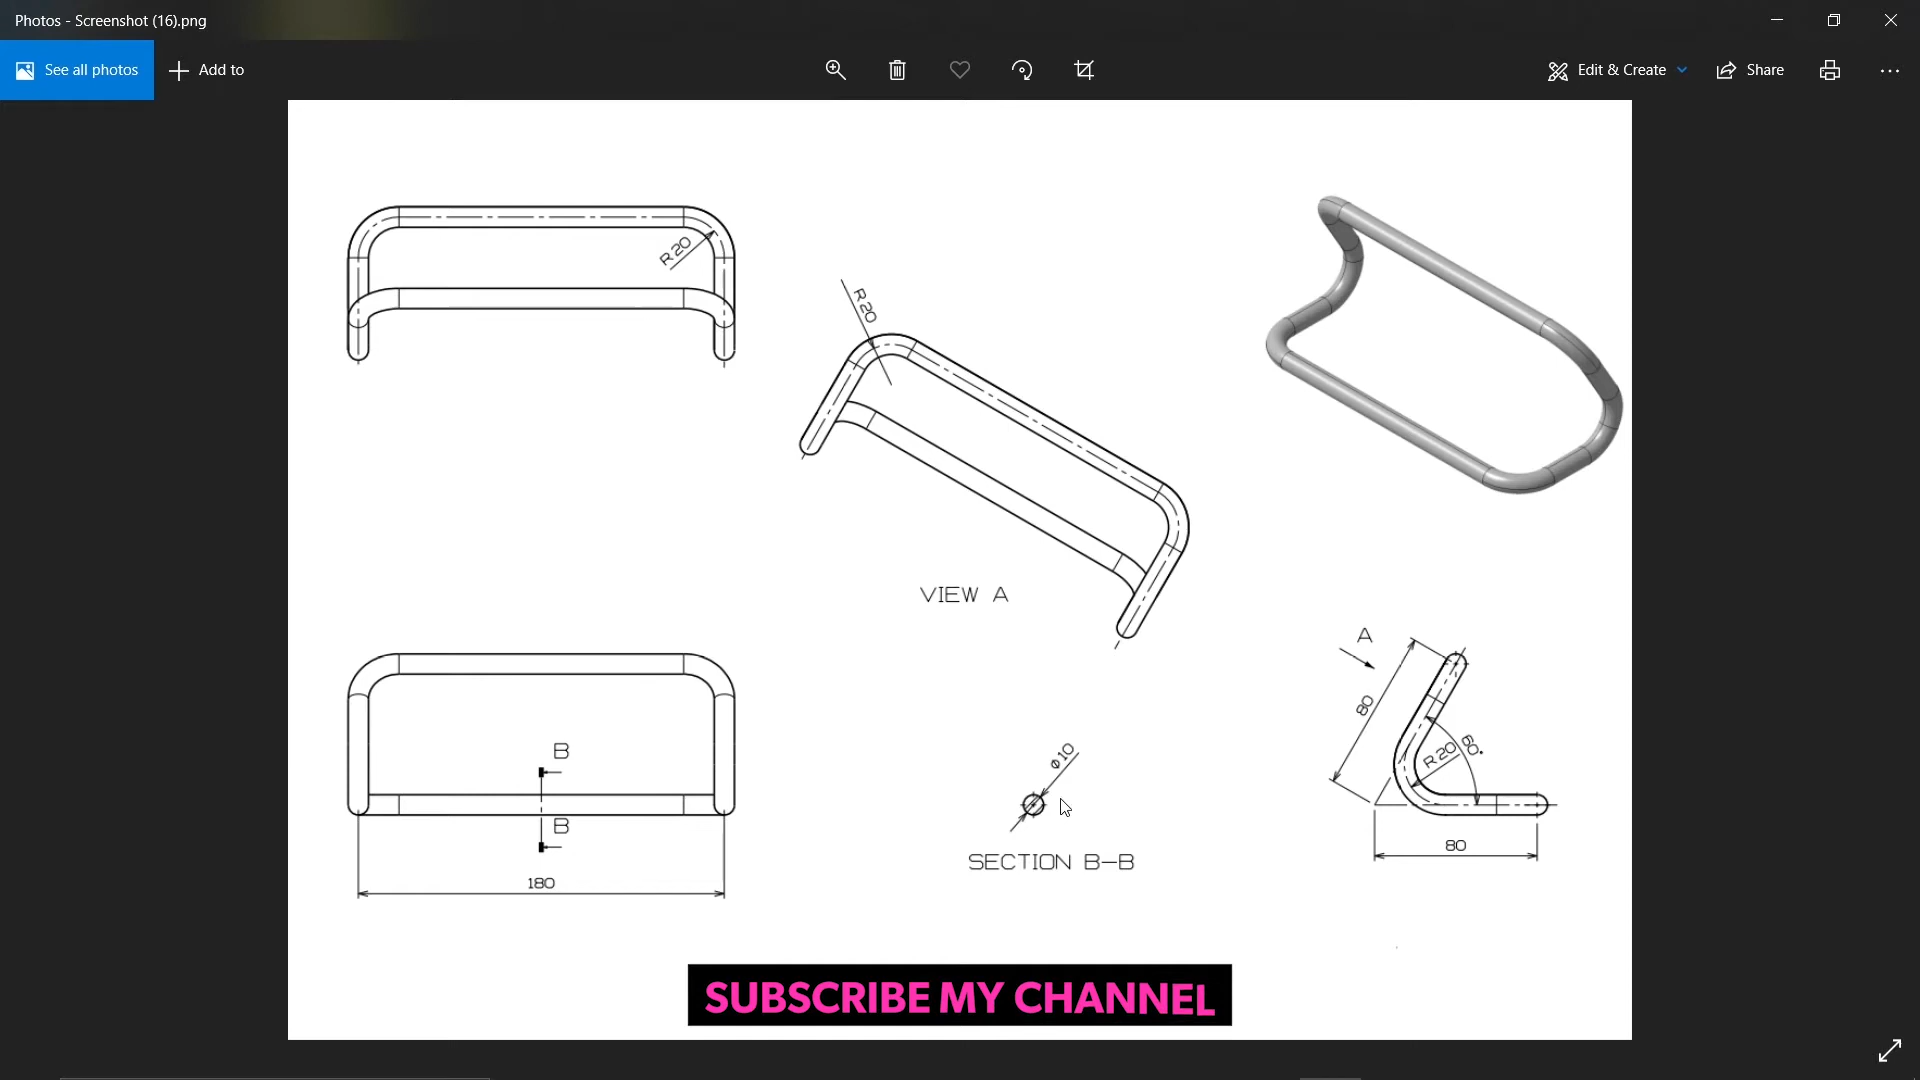 Photos - Screenshot (16).png
See all photos
Add to
Edit & Create
Share
R20
R20
VIEW A
A
80
60°
R20
80
B
B
180
Φ10
SECTION B-B
SUBSCRIBE MY CHANNEL